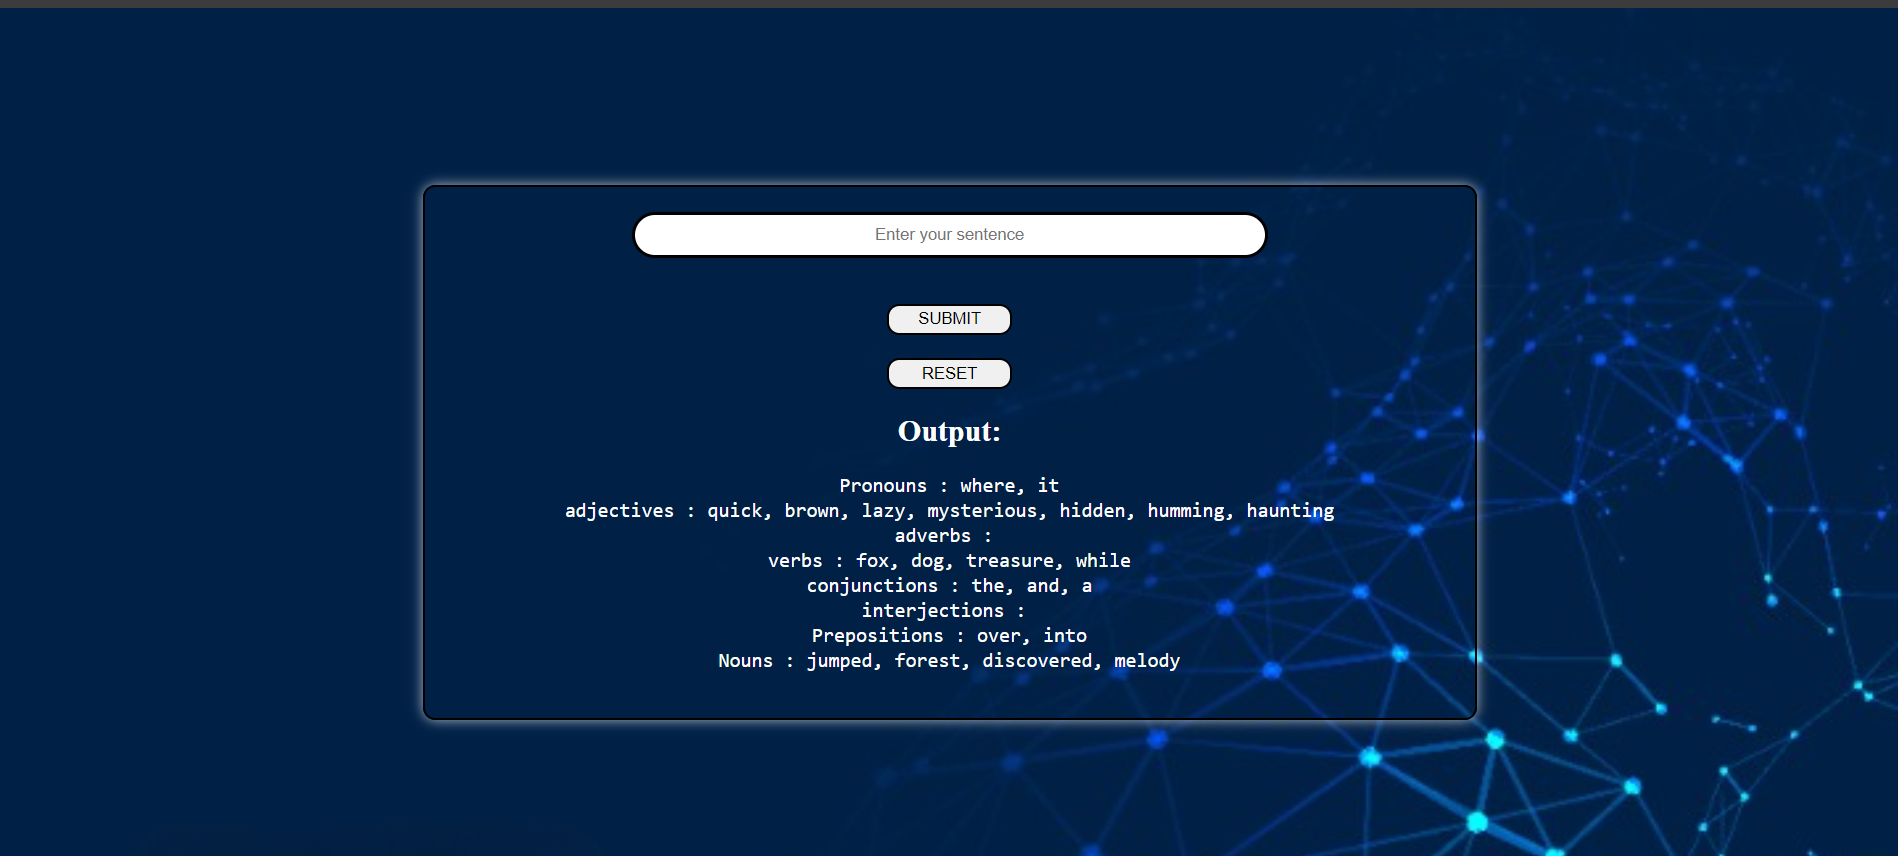 Enter your sentence
SUBMIT
RESET
Output:
Pronouns : where, it
adjectives : quick, brown, lazy, mysterious, hidden, humming, haunting
adverbs :
verbs : fox, dog, treasure, while
conjunctions : the, and, a
interjections :
Prepositions : over, into
Nouns : jumped, forest, discovered, melody